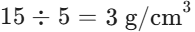 15 ÷ 5 = 3 g/cm³